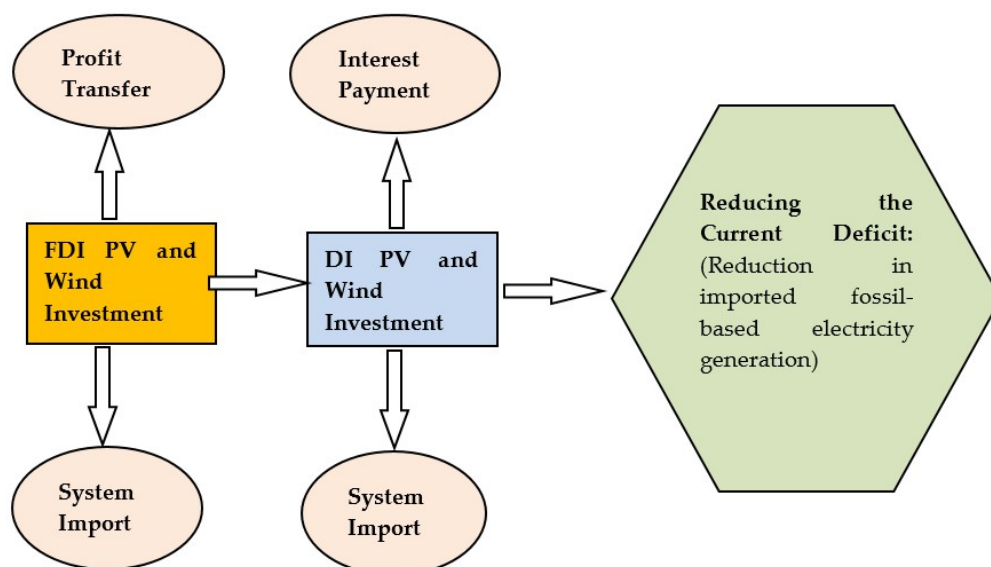 Profit
Transfer
Interest
Payment
FDI PV and
Wind
Investment
DI PV and
Wind
Investment
Reducing the
Current Deficit:
(Reduction in
imported fossil-
based electricity
generation)
System
Import
System
Import